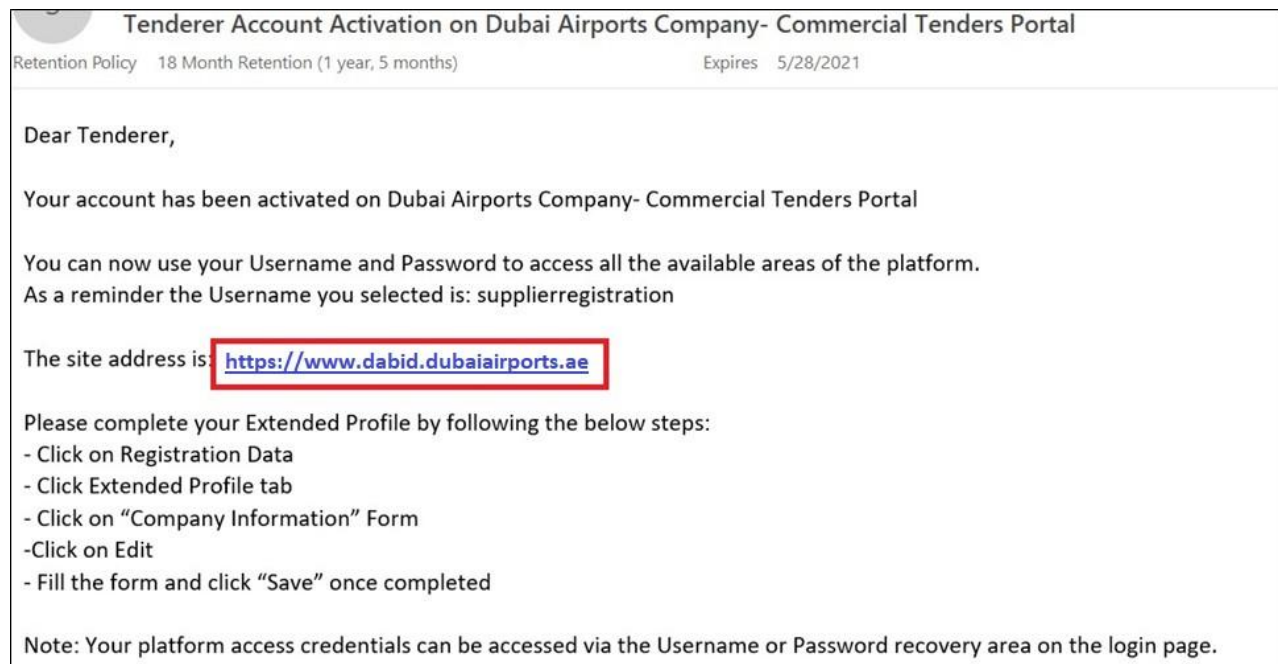 Tenderer Account Activation on Dubai Airports Company- Commercial Tenders Portal
Retention Policy 18 Month Retention (1 year, 5 months) Expires 5/28/2021
Dear Tenderer,
Your account has been activated on Dubai Airports Company- Commercial Tenders Portal
You can now use your Username and Password to access all the available areas of the platform.
As a reminder the Username you selected is: supplierregistration
The site address is: https://www.dabid.dubaiairports.ae
Please complete your Extended Profile by following the below steps:
- Click on Registration Data
- Click Extended Profile tab
- Click on “Company Information” Form
-Click on Edit
- Fill the form and click “Save” once completed
Note: Your platform access credentials can be accessed via the Username or Password recovery area on the login page.